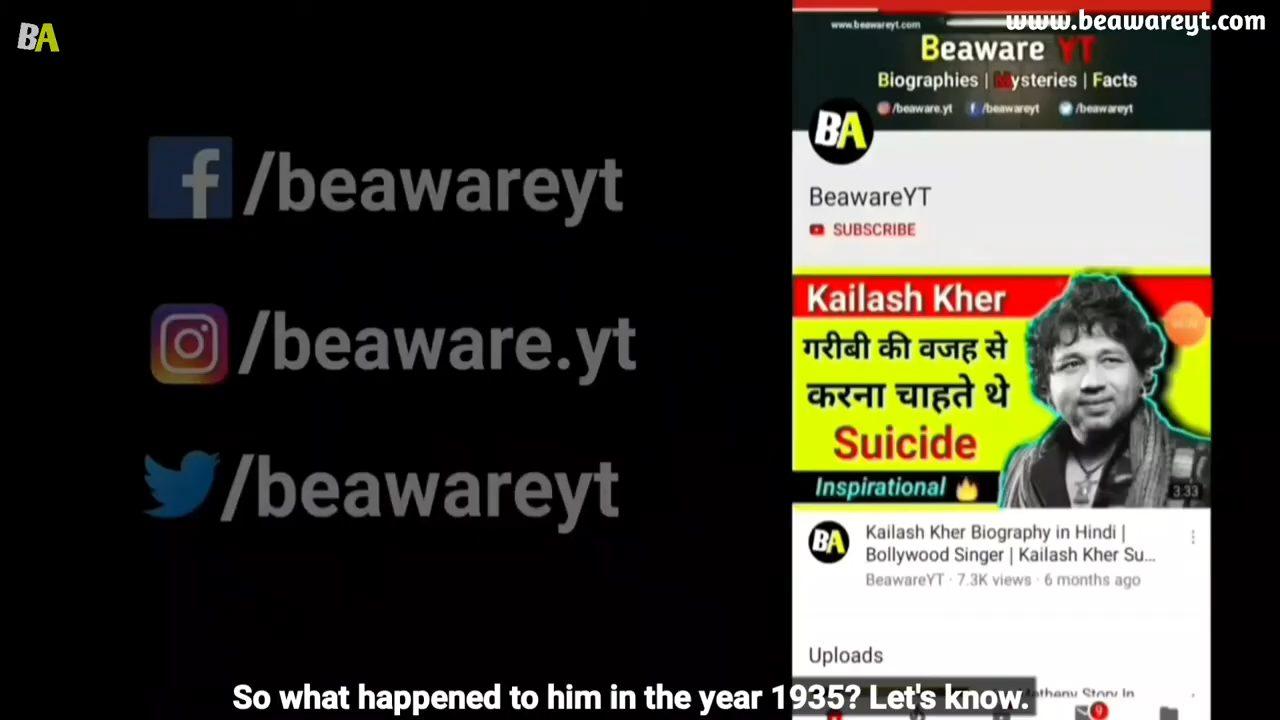 BA
www.beawareyt.com
www.beawareyt.com
Beaware YT
Biographies | Mysteries | Facts
/beaware.yt /beawareyt /beawareyt
BA
BeawareYT
SUBSCRIBE
/beawareyt
/beaware.yt
/beawareyt
Kailash Kher
गरीबी की वजह से
करना चाहते थे
Suicide
Inspirational
3:33
BA
Kailash Kher Biography in Hindi |
Bollywood Singer | Kailash Kher Su...
BeawareYT · 7.3K views · 6 months ago
Uploads
Story In
9
So what happened to him in the year 1935? Let's know.